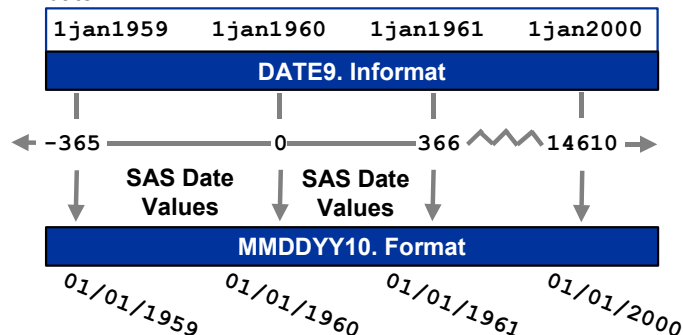 1jan1959 1jan1960 1jan1961 1jan2000
DATE9. Informat
-365 0 366 14610
SAS Date Values SAS Date Values
MMDDYY10. Format
01/01/1959 01/01/1960 01/01/1961 01/01/2000